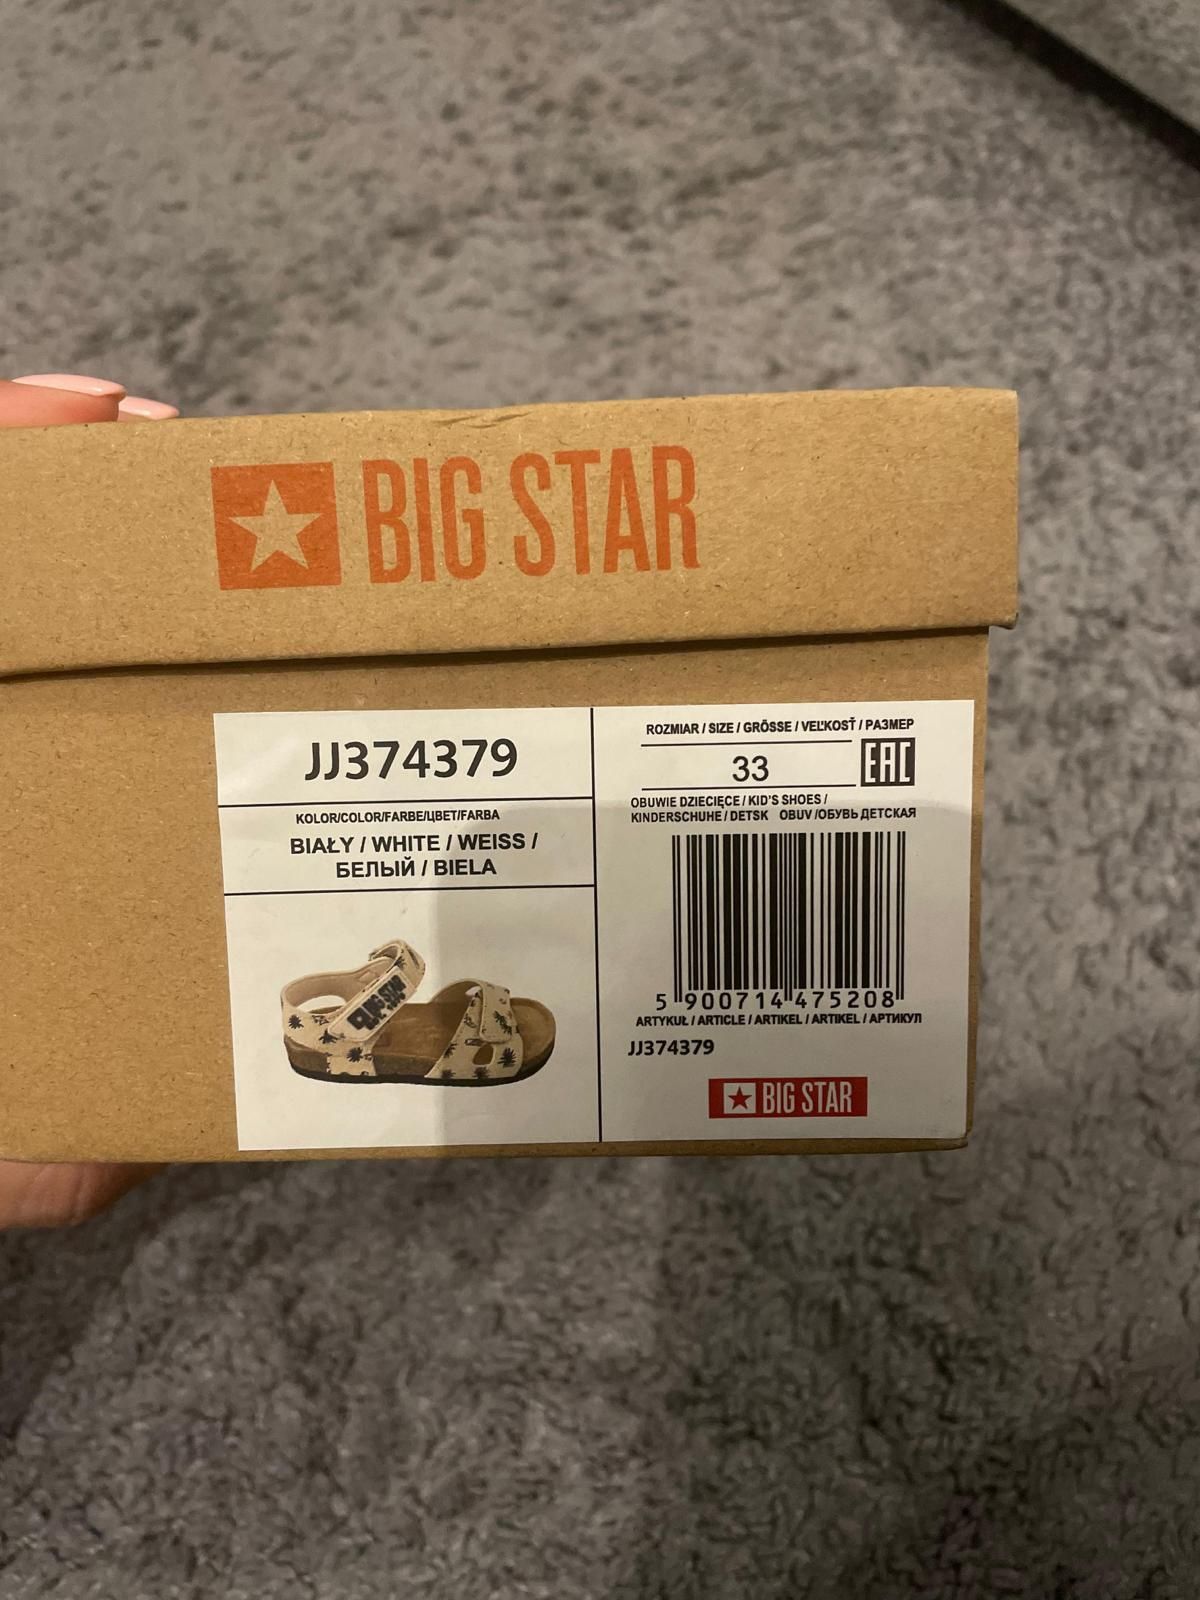 BIG STAR
JJ374379
KOLOR/COLOR/FARBE/ЦВЕТ/FARBA
BIAŁY / WHITE / WEISS /
БЕЛЫЙ / BIELA
BIG STAR
ROZMIAR / SIZE / GRÖSSE / VEĽKOSŤ / РАЗМЕР
33
EAC
OBUWIE DZIECIĘCE / KID'S SHOES /
KINDERSCHUHE / DETSK OBUV /ОБУВЬ ДЕТСКАЯ
5 900714 475208
ARTYKUŁ / ARTICLE / ARTIKEL / ARTIKEL / АРТИКУЛ
JJ374379
BIG STAR